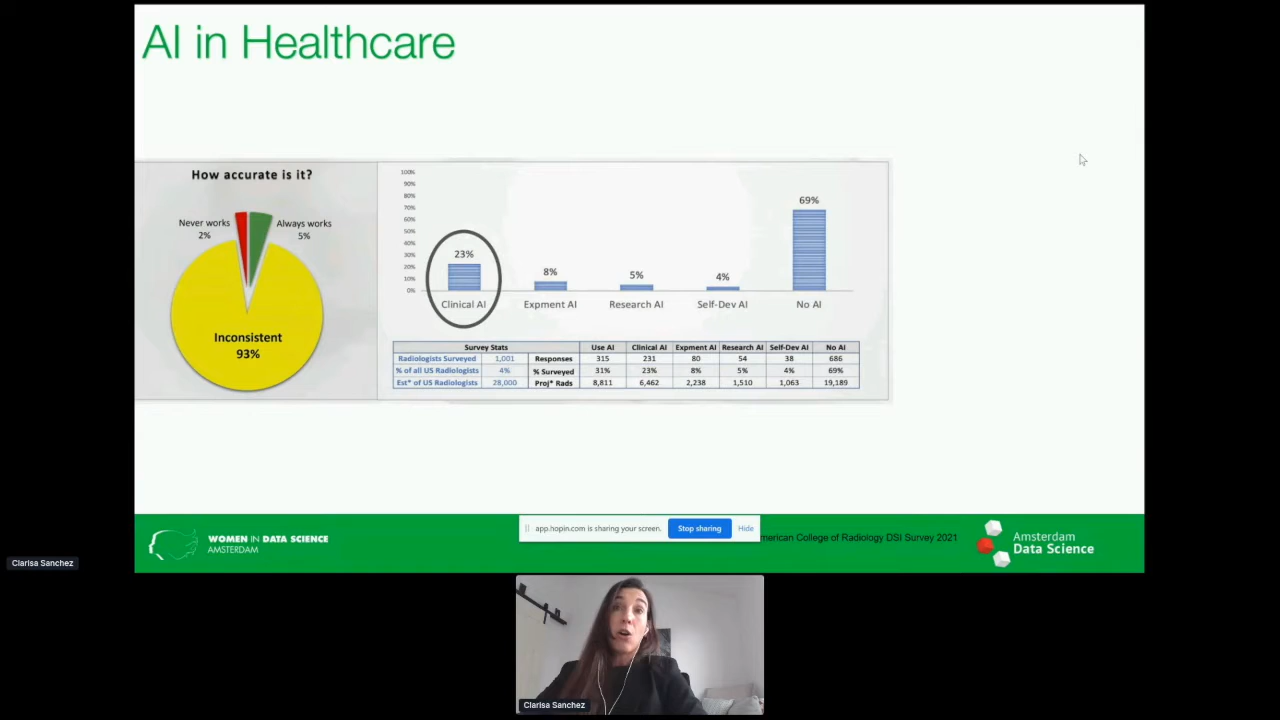 AI in Healthcare
How accurate is it?
Never works
2%
Always works
5%
Inconsistent
93%
100%
90%
80%
70%
60%
50%
40%
30%
20%
10%
0%
23%
8%
5%
4%
69%
Clinical AI
Expment AI
Research AI
Self-Dev AI
No AI
Survey Stats Use AI Clinical AI Expment AI Research AI Self-Dev AI No AI
Radiologists Surveyed 1,001 Responses 315 231 80 54 38 686
% of all US Radiologists 4% % Surveyed 31% 23% 8% 5% 4% 69%
Est* of US Radiologists 28,000 Proj* Rads 8,811 6,462 2,238 1,510 1,063 19,189
WOMEN IN DATA SCIENCE
AMSTERDAM
app.hopin.com is sharing your screen.
Stop sharing
Hide
merican College of Radiology DSI Survey 2021
Amsterdam
Data Science
Clarisa Sanchez
Clarisa Sanchez